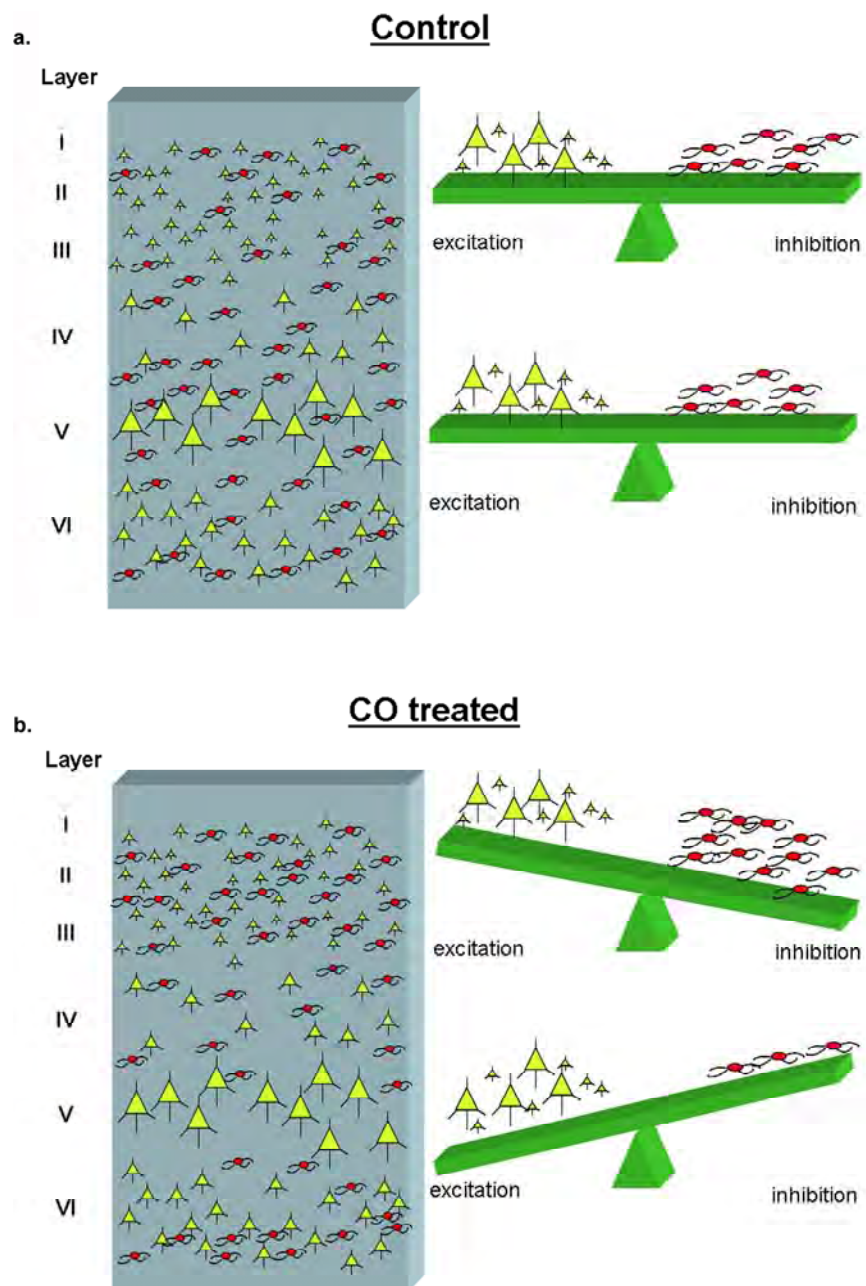 Control
a.
Layer
I
II
III
IV
V
VI
excitation
inhibition
excitation
inhibition
CO treated
b.
Layer
I
II
III
IV
V
VI
excitation
inhibition
excitation
inhibition